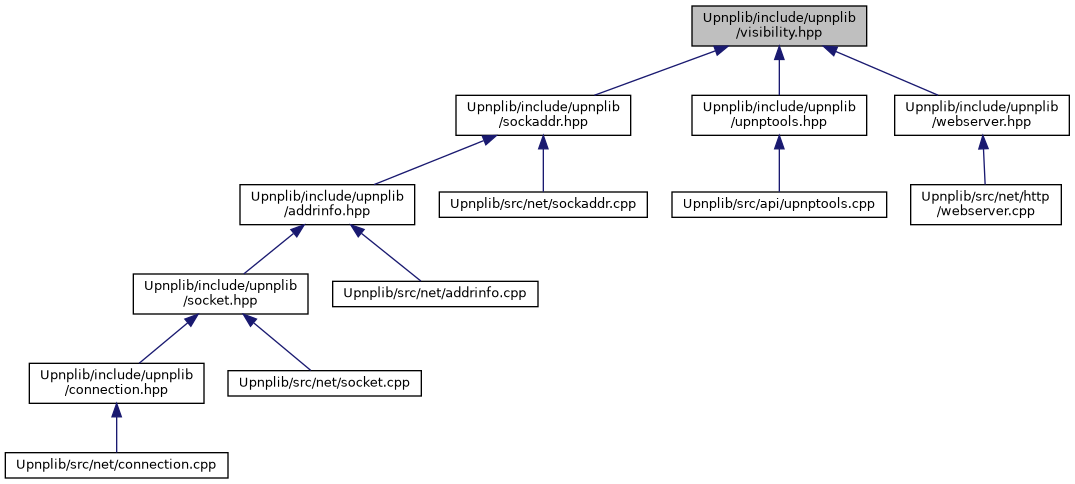 Upnplib/include/upnplib
/visibility.hpp
Upnplib/include/upnplib
/sockaddr.hpp
Upnplib/include/upnplib
/upnptools.hpp
Upnplib/include/upnplib
/webserver.hpp
Upnplib/include/upnplib
/addrinfo.hpp
Upnplib/src/net/sockaddr.cpp
Upnplib/src/api/upnptools.cpp
Upnplib/src/net/http
/webserver.cpp
Upnplib/include/upnplib
/socket.hpp
Upnplib/src/net/addrinfo.cpp
Upnplib/include/upnplib
/connection.hpp
Upnplib/src/net/socket.cpp
Upnplib/src/net/connection.cpp